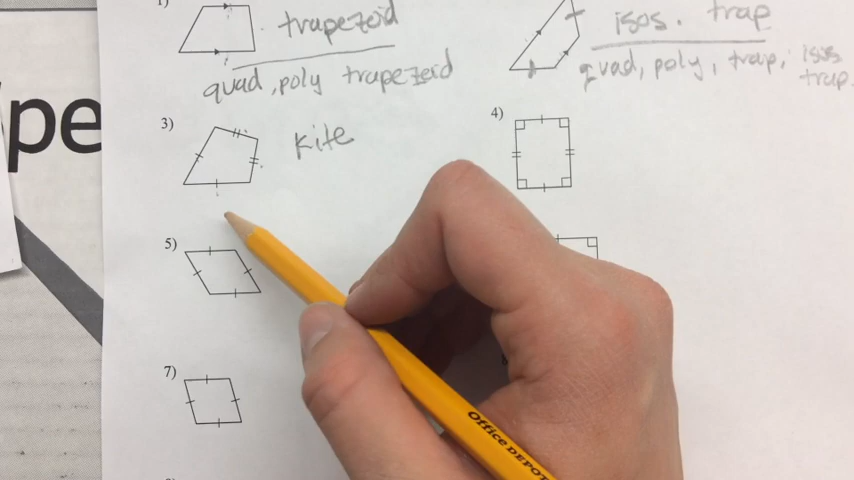 1)
trapezoid
quad, poly trapezoid
isos. trap
quad, poly, trap, isos
trap.
pe
3)
kite
4)
5)
7)
Office DEPOT